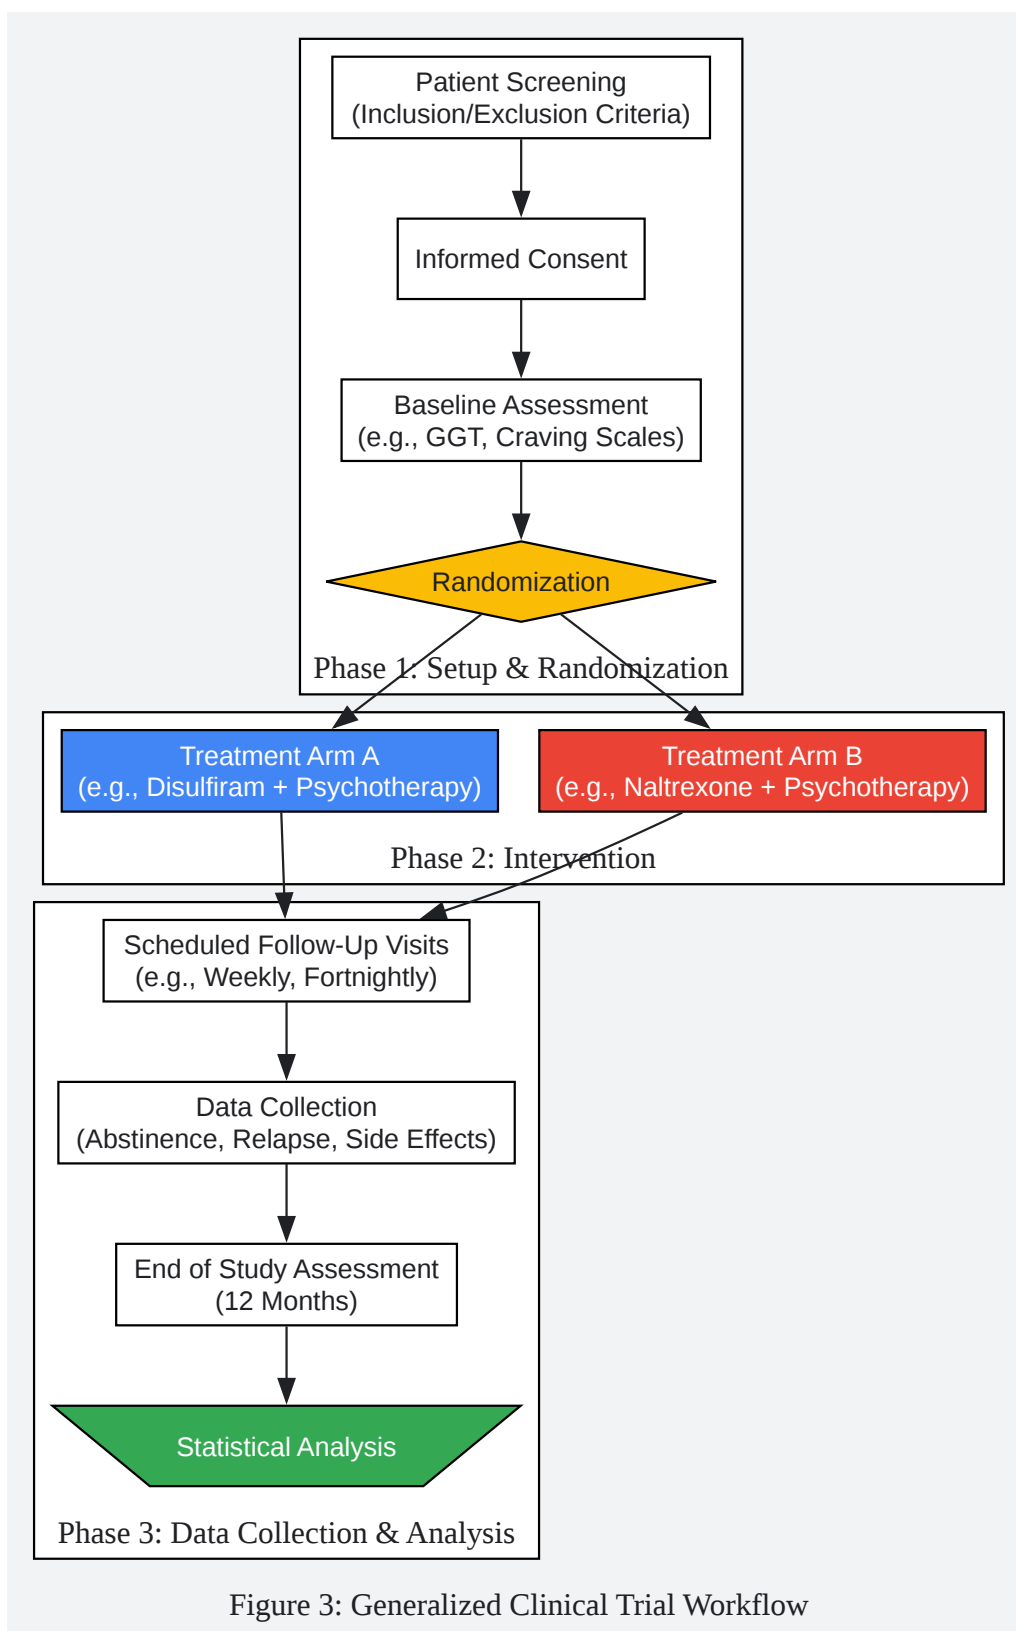 Patient Screening
(Inclusion/Exclusion Criteria)
Informed Consent
Baseline Assessment
(e.g., GGT, Craving Scales)
Randomization
Phase 1: Setup & Randomization
Treatment Arm A
(e.g., Disulfiram + Psychotherapy)
Treatment Arm B
(e.g., Naltrexone + Psychotherapy)
Phase 2: Intervention
Scheduled Follow-Up Visits
(e.g., Weekly, Fortnightly)
Data Collection
(Abstinence, Relapse, Side Effects)
End of Study Assessment
(12 Months)
Statistical Analysis
Phase 3: Data Collection & Analysis
Figure 3: Generalized Clinical Trial Workflow